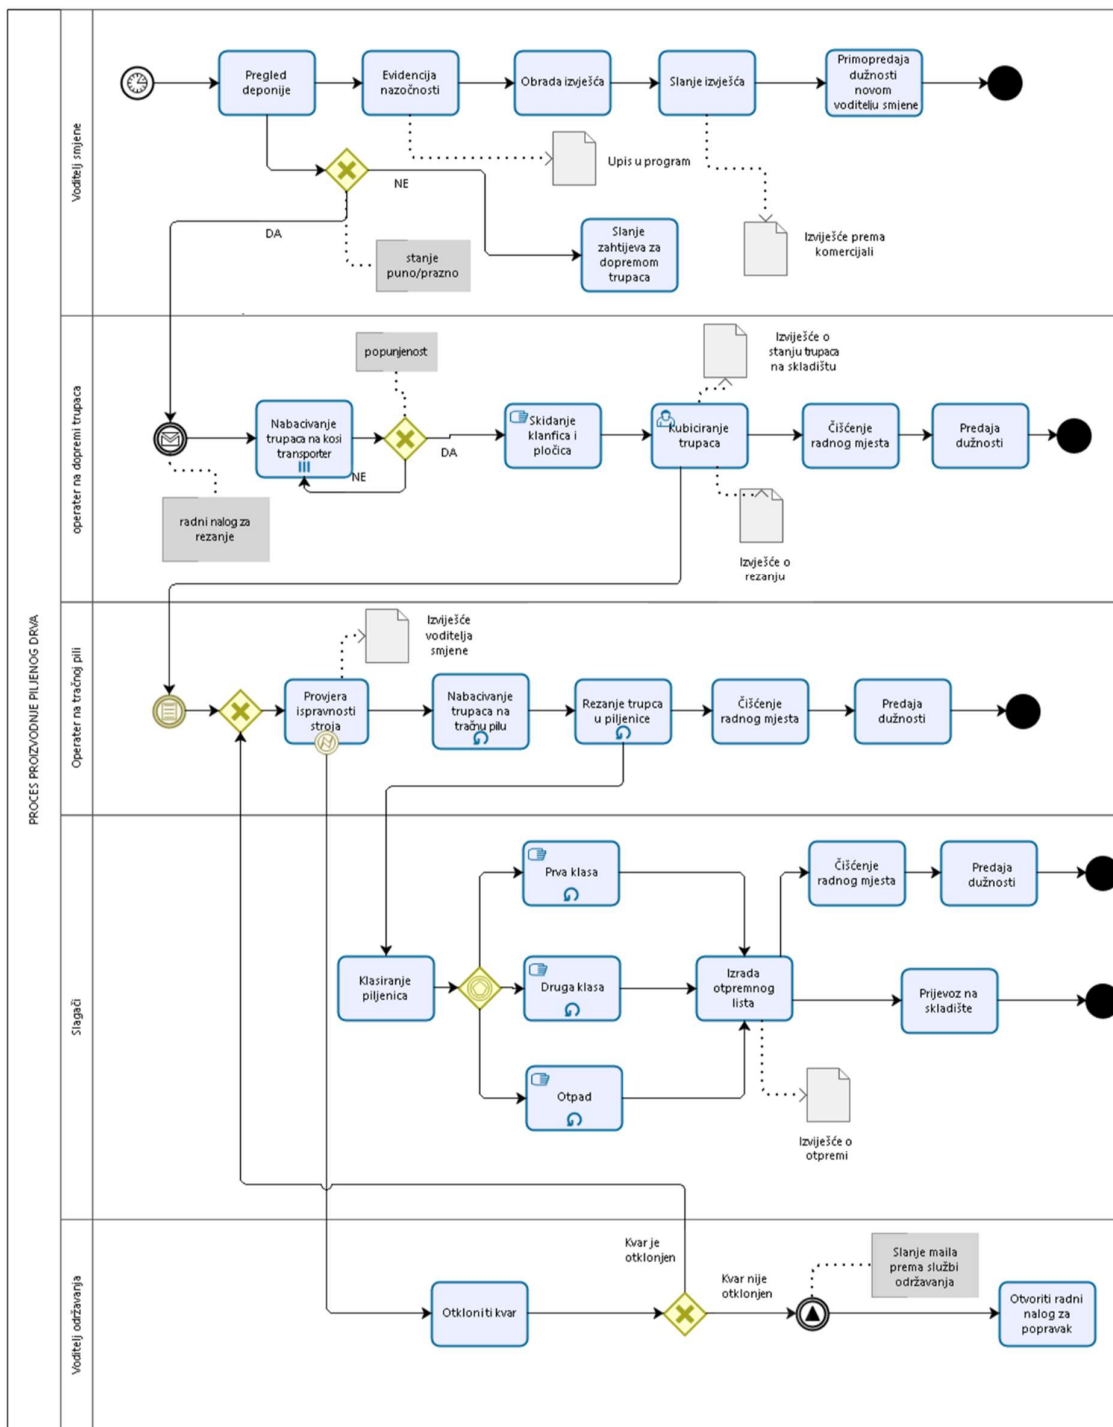 PROCES PROIZVODNJE PILJENOG DRVA
Voditelj smjene
Pregled
deponije
Evidencija
nazočnosti
Obrada izvješća
Slanje izvješća
Primopredaja
dužnosti
novom
voditelju smjene
Upis u program
NE
DA
stanje
puno/prazno
Slanje
zahtijeva za
dopremom
trupaca
Izviješće prema
komercijali
operater na dopremi trupaca
popunjenost
Izviješće o
stanju trupaca
na skladištu
Nabacivanje
trupaca na kosi
transporter
NE
DA
Skidanje
klanfica i
pločica
Kubiciranje
trupaca
Čišćenje
radnog mjesta
Predaja
dužnosti
radni nalog za
rezanje
Izvješće o
rezanju
Operater na tračnoj pili
Izviješće
voditelja
smjene
Provjera
ispravnosti
stroja
Nabacivanje
trupaca na
tračnu pilu
Rezanje trupca
u piljenice
Čišćenje
radnog mjesta
Predaja
dužnosti
Slagači
Prva klasa
Čišćenje
radnog mjesta
Predaja
dužnosti
Klasiranje
piljenica
Druga klasa
Izrada
otpremnog
lista
Prijevoz na
skladište
Otpad
Izviješće o
otpremi
Voditelj održavanja
Kvar je
otklonjen
Kvar nije
otklonjen
Slanje maila
prema službi
održavanja
Otkloniti kvar
Otvoriti radni
nalog za
popravak